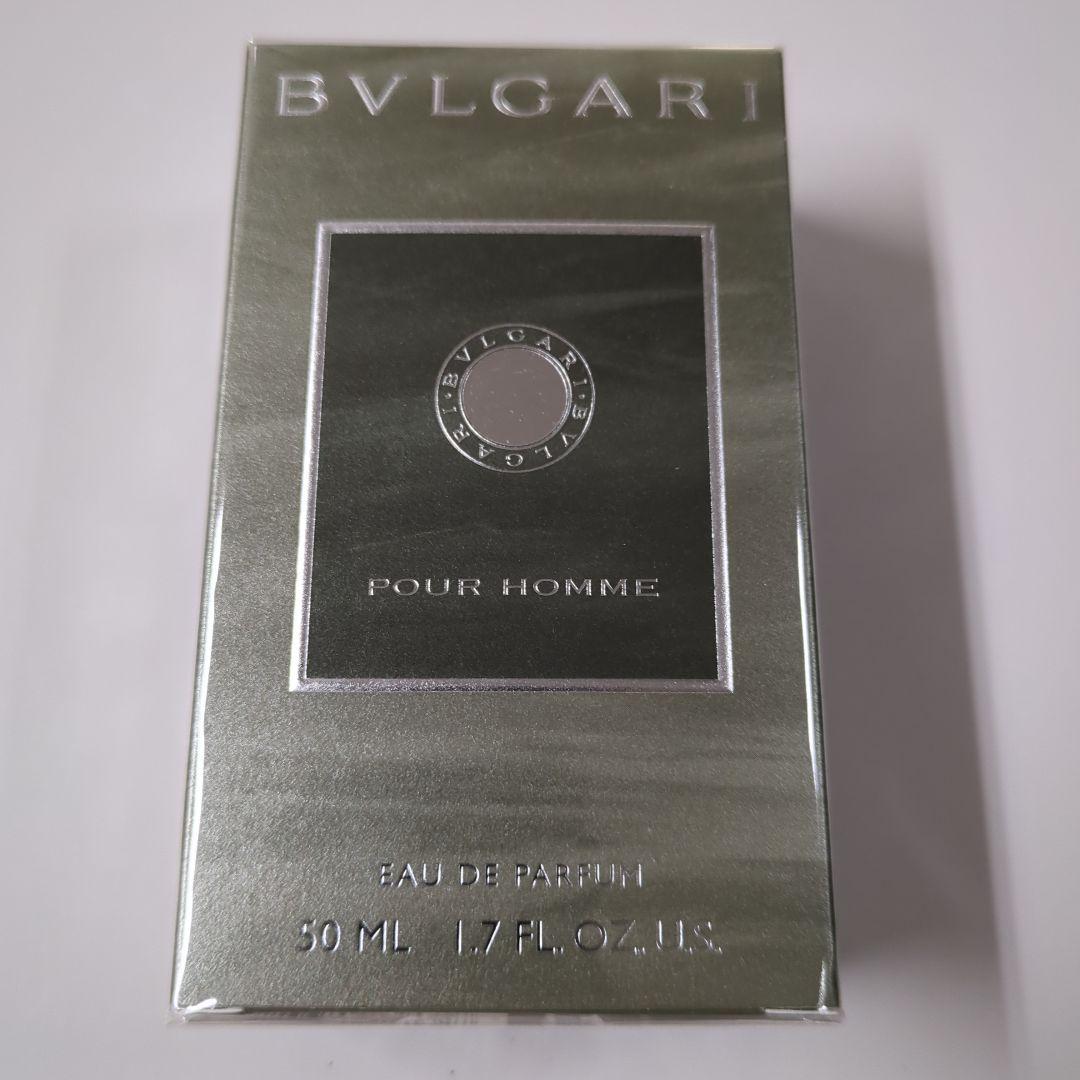 BVLGARI
BVLGARI · BVLGARI ·
POUR HOMME
EAU DE PARFUM
50 ML 1.7 FL. OZ. U.S.